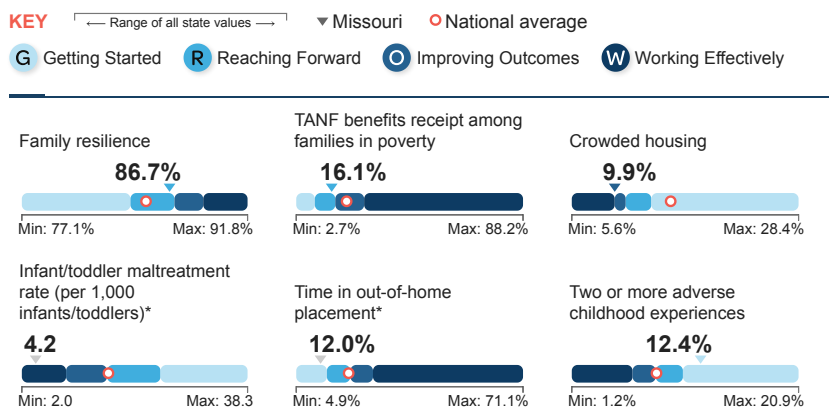 KEY ← Range of all state values → Missouri National average
G Getting Started R Reaching Forward O Improving Outcomes W Working Effectively
Family resilience
86.7%
Min: 77.1% Max: 91.8%
TANF benefits receipt among
families in poverty
16.1%
Min: 2.7% Max: 88.2%
Crowded housing
9.9%
Min: 5.6% Max: 28.4%
Infant/toddler maltreatment
rate (per 1,000
infants/toddlers)*
4.2
Min: 2.0 Max: 38.3
Time in out-of-home
placement*
12.0%
Min: 4.9% Max: 71.1%
Two or more adverse
childhood experiences
12.4%
Min: 1.2% Max: 20.9%